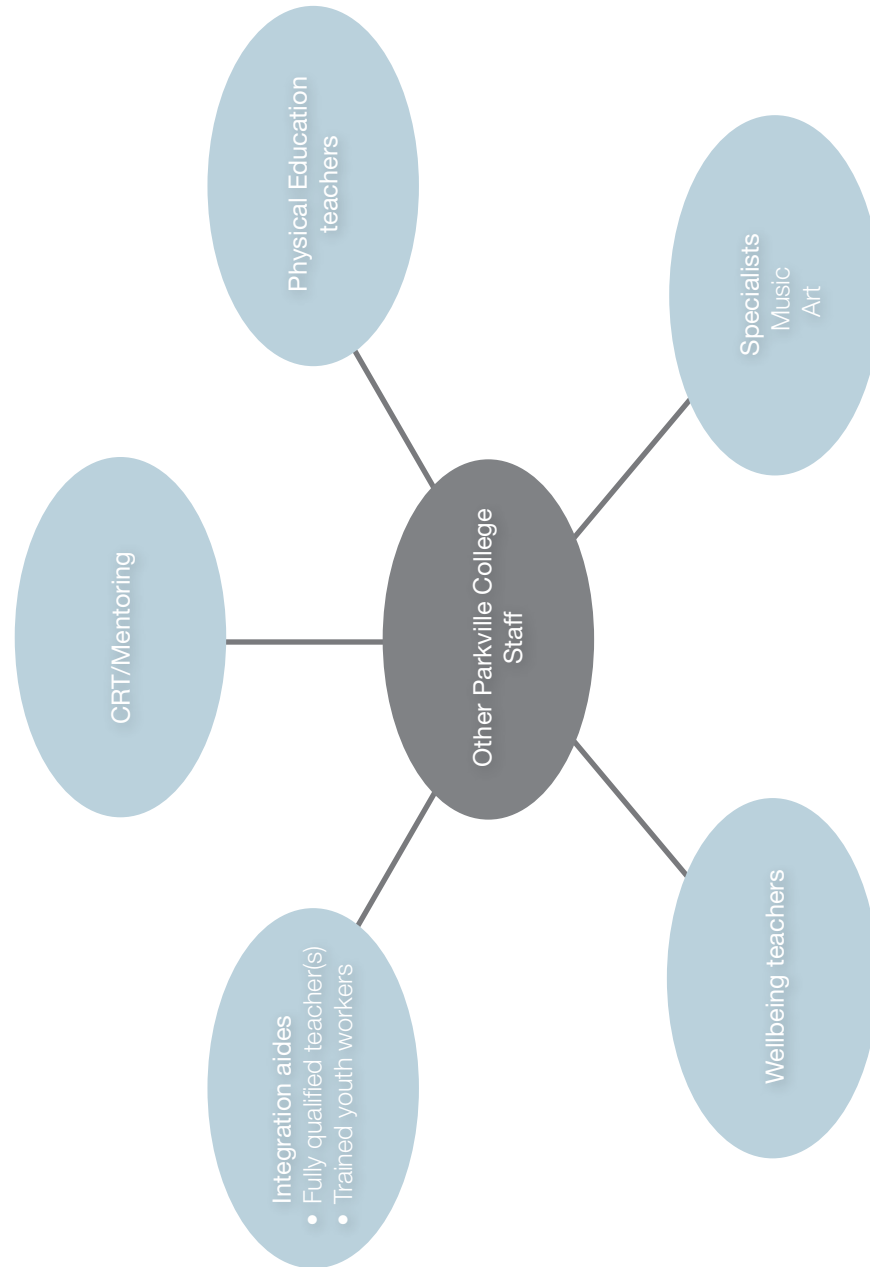 CRT/Mentoring
Integration aides
• Fully qualified teacher(s)
• Trained youth workers
Physical Education
teachers
Other Parkville College
Staff
Wellbeing teachers
Specialists
Music
Art